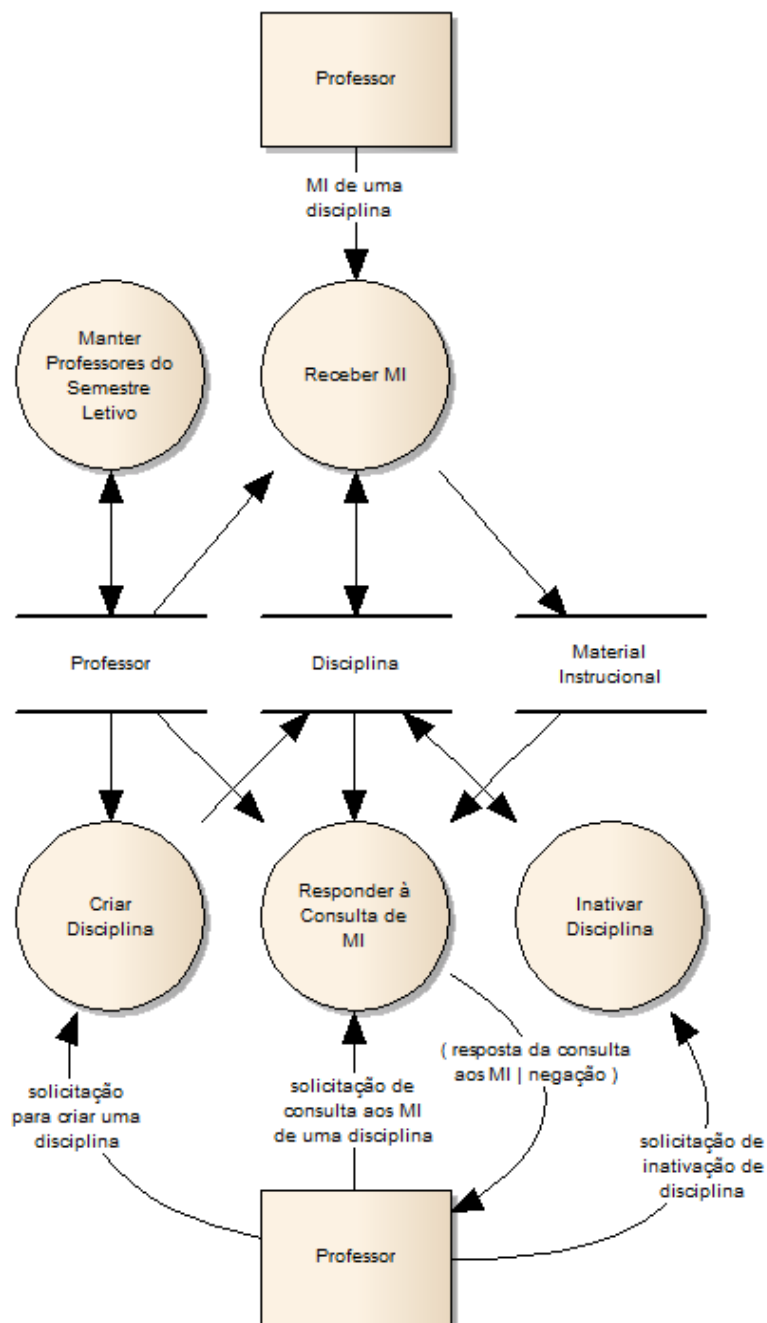 Professor
MI de uma
disciplina
Manter
Professores do
Semestre
Letivo
Receber MI
Professor
Disciplina
Material
Instrucional
Criar
Disciplina
Responder à
Consulta de
MI
Inativar
Disciplina
( resposta da consulta
aos MI | negação )
solicitação
para criar uma
disciplina
solicitação de
consulta aos MI
de uma disciplina
solicitação de
inativação de
disciplina
Professor